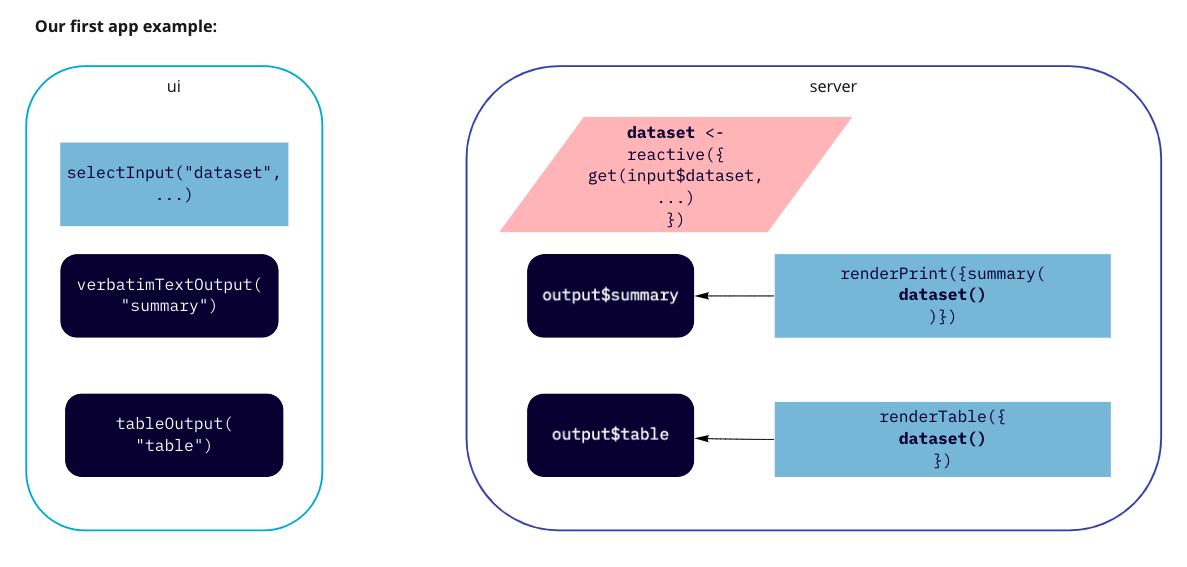 Our first app example:
ui
selectInput("dataset",
...)
verbatimTextOutput(
"summary")
tableOutput(
"table")
server
dataset <-
reactive({
get(input$dataset,
...)
})
output$summary
renderPrint({summary(
dataset()
)})
output$table
renderTable({
dataset()
})